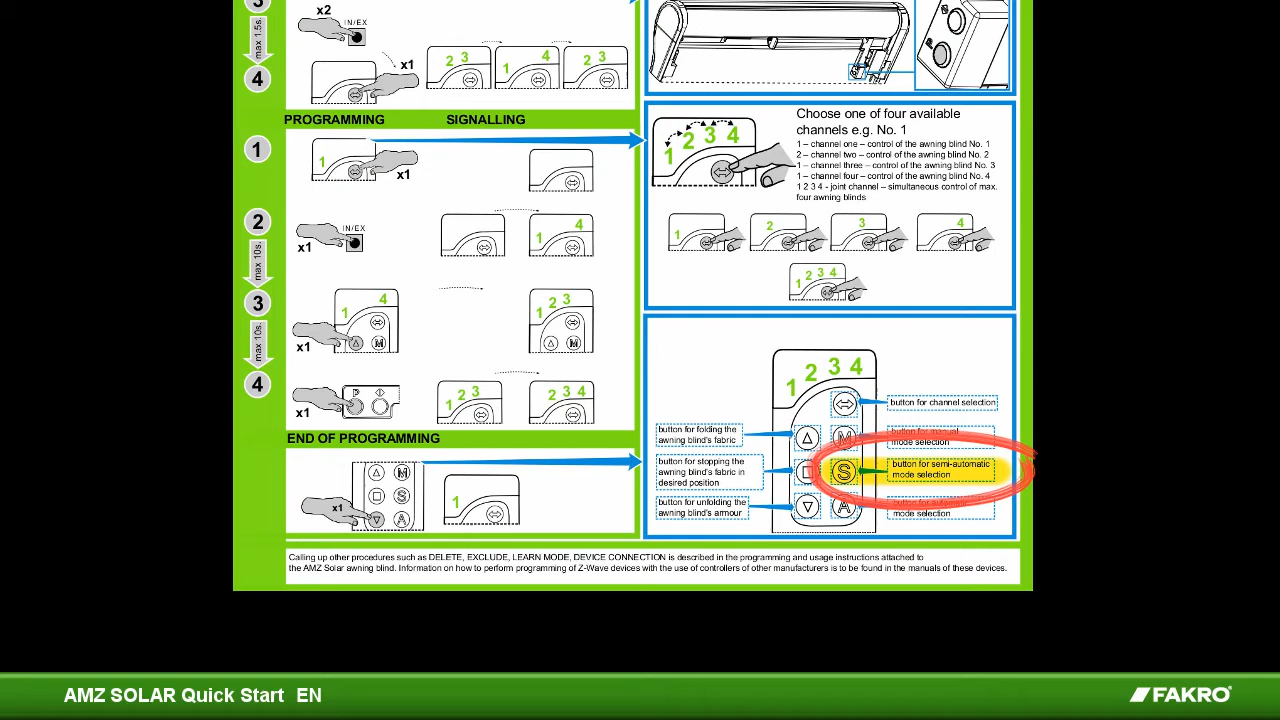 3
x2
IN/EX
max 1.5s.
4
x1
2 3
1 4
2 3
PROGRAMMING SIGNALLING
1
1
x1
2
IN/EX
x1
1 4
max 10s.
3
1 4
x1
M
1 2 3
M
max 10s.
4
x1
P
1 2 3
2 3 4
END OF PROGRAMMING
M
S
A
x1
1
P
1 2 3 4
Choose one of four available
channels e.g. No. 1
1 – channel one – control of the awning blind No. 1
2 – channel two – control of the awning blind No. 2
1 – channel three – control of the awning blind No. 3
1 – channel four – control of the awning blind No. 4
1 2 3 4 - joint channel – simultaneous control of max.
four awning blinds
1
2
3
4
1 2 3 4
1 2 3 4
button for channel selection
button for folding the
awning blind's fabric
M
button for manual
mode selection
button for stopping the
awning blind's fabric in
desired position
S
button for semi-automatic
mode selection
button for unfolding the
awning blind's armour
A
button for automatic
mode selection
Calling up other procedures such as DELETE, EXCLUDE, LEARN MODE, DEVICE CONNECTION is described in the programming and usage instructions attached to
the AMZ Solar awning blind. Information on how to perform programming of Z-Wave devices with the use of controllers of other manufacturers is to be found in the manuals of these devices.
AMZ SOLAR Quick Start EN
FAKRO